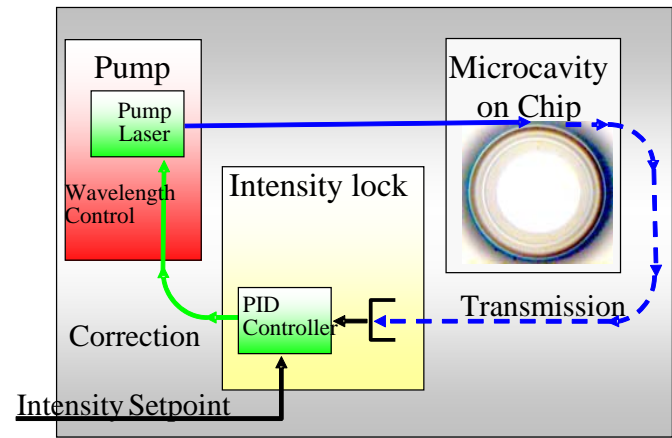 Pump
Pump
Laser
Wavelength
Control
Microcavity
on Chip
Intensity lock
PID
Controller
Transmission
Correction
Intensity Setpoint